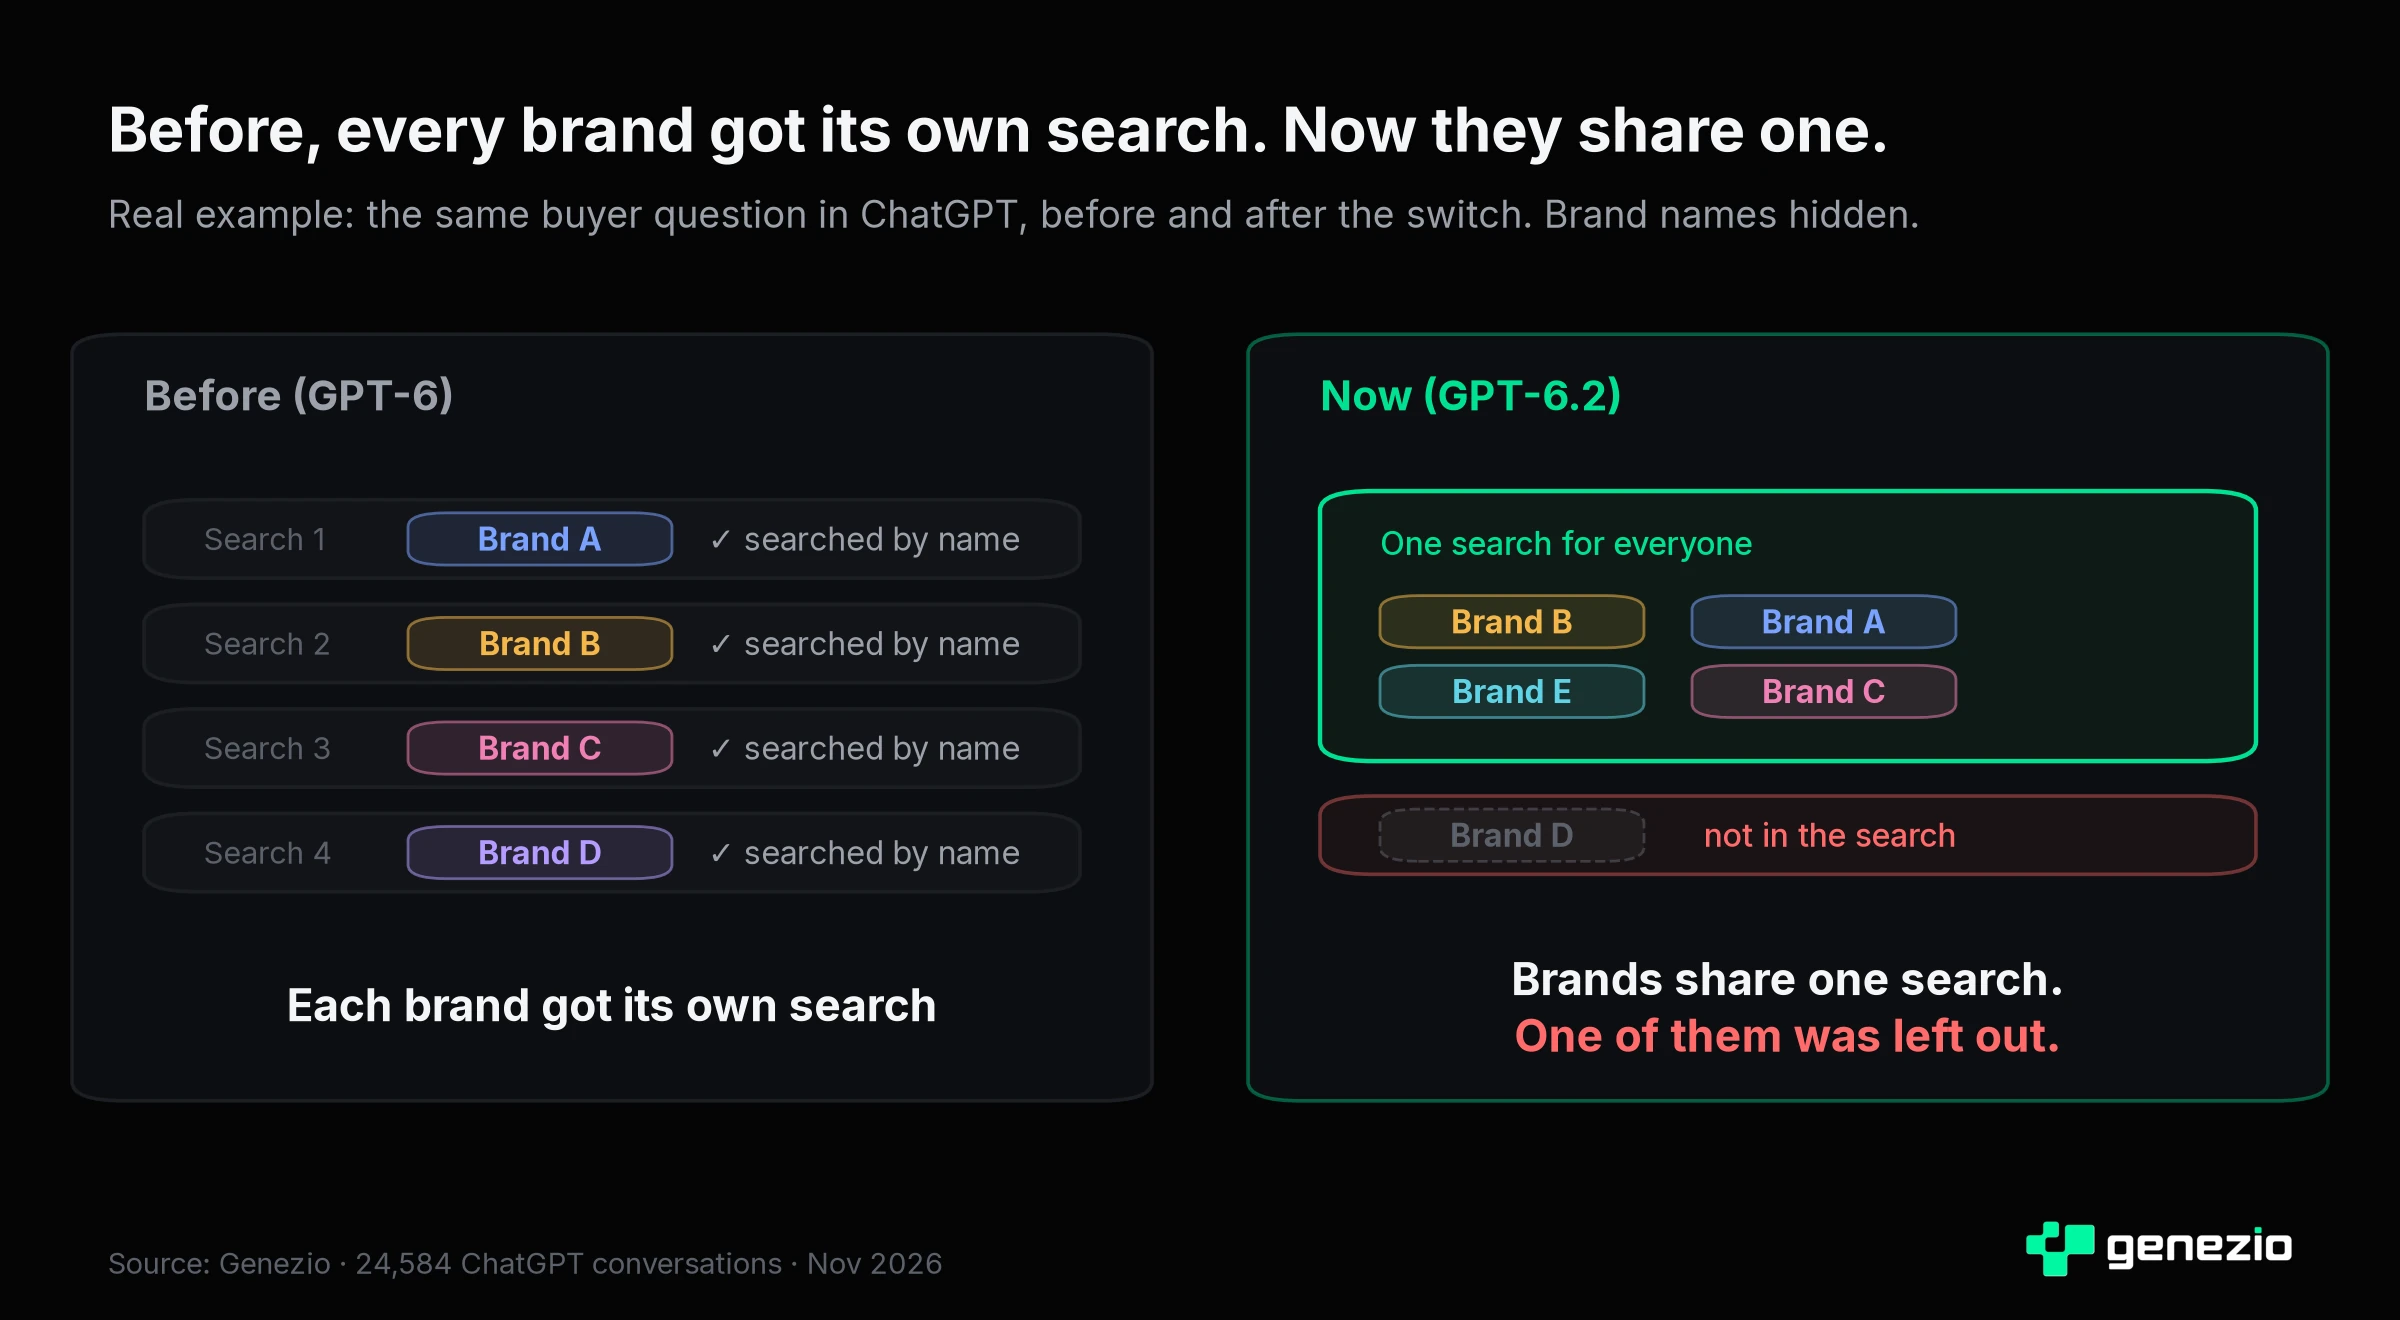 Before, every brand got its own search. Now they share one.
Real example: the same buyer question in ChatGPT, before and after the switch. Brand names hidden.
Before (GPT-6)
Search 1 Brand A ✓ searched by name
Search 2 Brand B ✓ searched by name
Search 3 Brand C ✓ searched by name
Search 4 Brand D ✓ searched by name
Each brand got its own search
Now (GPT-6.2)
One search for everyone
Brand B Brand A
Brand E Brand C
Brand D not in the search
Brands share one search.
One of them was left out.
Source: Genezio · 24,584 ChatGPT conversations · Nov 2026
genezio